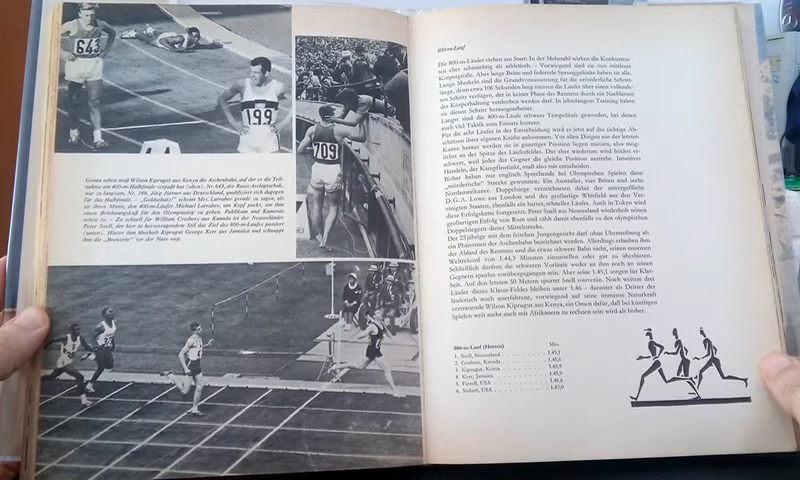 643
199
709
Genau sehen muß Wilson Kiprugut aus Kenya die Aschenbahn, auf der er die Teil-
nahme am 400-m-Halbfinale verpaßt hat (oben). Nr. 643, der Russe Archiptschuk,
war zu langsam, Nr. 199, Jörg Jüttner aus Deutschland, qualifiziert sich dagegen
für das Halbfinale. – „Goldschatz!“ scheint Mrs. Larrabee gerade zu sagen, als
sie ihren Mann, den 400-m-Läufer Michael Larrabee, am Kopf packt, um ihm
einen Belohnungskuß für den Olympiasieg zu geben. Publikum und Kameras
sehen zu. – Zu schnell für William Crothers aus Kanada ist der Neuseeländer
Peter Snell, der hier in hervorragendem Stil das Ziel des 800-m-Laufes passiert
(unten). Hinter ihm überholt Kiprugut George Kerr aus Jamaica und schnappt
ihm die „Bronzene“ vor der Nase weg.
800-m-Lauf
Die 800-m-Läufer stehen am Start. In der Mehrzahl wirken die Konkurren-
ten eher schmächtig als athletisch. – Vorwiegend sind sie von mittlerer
Körpergröße. Aber lange Beine und federnde Sprunggelenke haben sie alle.
Lange Muskeln sind die Grundvoraussetzung für die erforderliche Schritt-
länge, denn etwa 106 Sekunden lang müssen die Läufer über einen vollende-
ten Schritt verfügen, der in keiner Phase des Rennens durch ein Nachlassen
der Körperhaltung verdorben werden darf. In jahrelangem Training haben
sie diesen Schritt herausgearbeitet.
Längst sind die 800-m-Läufe schwere Tempoläufe geworden, bei denen
auch viel Taktik zum Einsatz kommt.
Für die acht Läufer in der Entscheidung wird es jetzt auf das richtige Ab-
schätzen ihrer eigenen Kräfte ankommen. Vor allen Dingen aus der letzten
Kurve heraus werden sie in günstiger Position liegen müssen, also mög-
lichst an der Spitze des Läuferfeldes. Das aber wiederum wird höchst er-
schwert, weil jeder der Gegner die gleiche Position anstrebt. Intuitives
Handeln, der Kampfinstinkt, muß also mit entscheiden.
Bisher haben nur englisch Sprechende bei Olympischen Spielen diese
„mörderische“ Strecke gewonnen: Ein Australier, vier Briten und sechs
Nordamerikaner. Doppelsiege verzeichneten dabei der unvergeßliche
D.G.A. Lowe aus London und der großartige Whitfield aus den Ver-
einigten Staaten, ebenfalls ein harter, schneller Läufer. Auch in Tokyo wird
diese Erfolgskette fortgesetzt. Peter Snell aus Neuseeland wiederholt seinen
großartigen Erfolg von Rom und zählt damit ebenfalls zu den olympischen
Doppelsiegern dieser Mittelstrecke.
Der 25jährige mit dem frischen Jungengesicht darf ohne Übertreibung als
ein Phänomen der Aschenbahn bezeichnet werden. Allerdings erlauben ihm
der Ablauf des Rennens und die etwas schwere Bahn nicht, seinen enormen
Weltrekord von 1.44,3 Minuten einzustellen oder gar zu überbieten.
Schließlich dürften die schweren Vorläufe weder an ihm noch an seinen
Gegnern spurlos vorübergegangen sein. Aber seine 1.45,1 sorgen für Klar-
heit. Auf den letzten 50 Metern spurtet Snell souverän. Noch weitere drei
Läufer dieses Klasse-Feldes bleiben unter 1.46 – darunter als Dritter der
läuferisch noch unerfahrene, vorwiegend auf seine immense Naturkraft
vertrauende Wilson Kiprugut aus Kenya, ein Omen dafür, daß bei künftigen
Spielen weit mehr auch mit Afrikanern zu rechnen sein wird als bisher.
800-m-Lauf (Herren) Min.
1. Snell, Neuseeland 1.45,1
2. Crothers, Kanada 1.45,6
3. Kiprugut, Kenya 1.45,9
4. Kerr, Jamaica 1.45,9
5. Farrell, USA 1.46,6
6. Siebert, USA 1.47,0